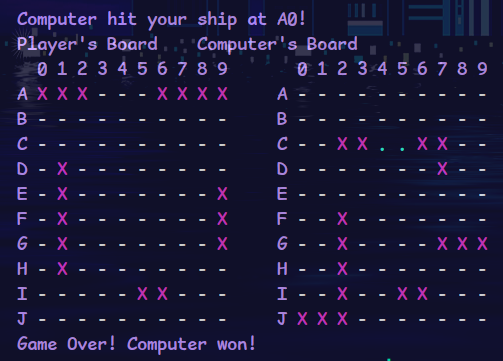 Computer hit your ship at A0!
Player's Board    Computer's Board
  0 1 2 3 4 5 6 7 8 9       0 1 2 3 4 5 6 7 8 9
A X X X - - - X X X X     A - - - - - - - - - -
B - - - - - - - - - -     B - - - - - - - - - -
C - - - - - - - - - -     C - - X X . . X X - -
D - X - - - - - - - -     D - - - - - - - X - -
E - X - - - - - - - X     E - - - - - - - - - -
F - X - - - - - - - X     F - - X - - - - - - -
G - X - - - - - - - X     G - - X - - - - X X X
H - X - - - - - - - -     H - - X - - - - - - -
I - - - - - X X - - -     I - - X - - X X - - -
J - - - - - - - - - -     J X X X - - - - - - -
Game Over! Computer won!